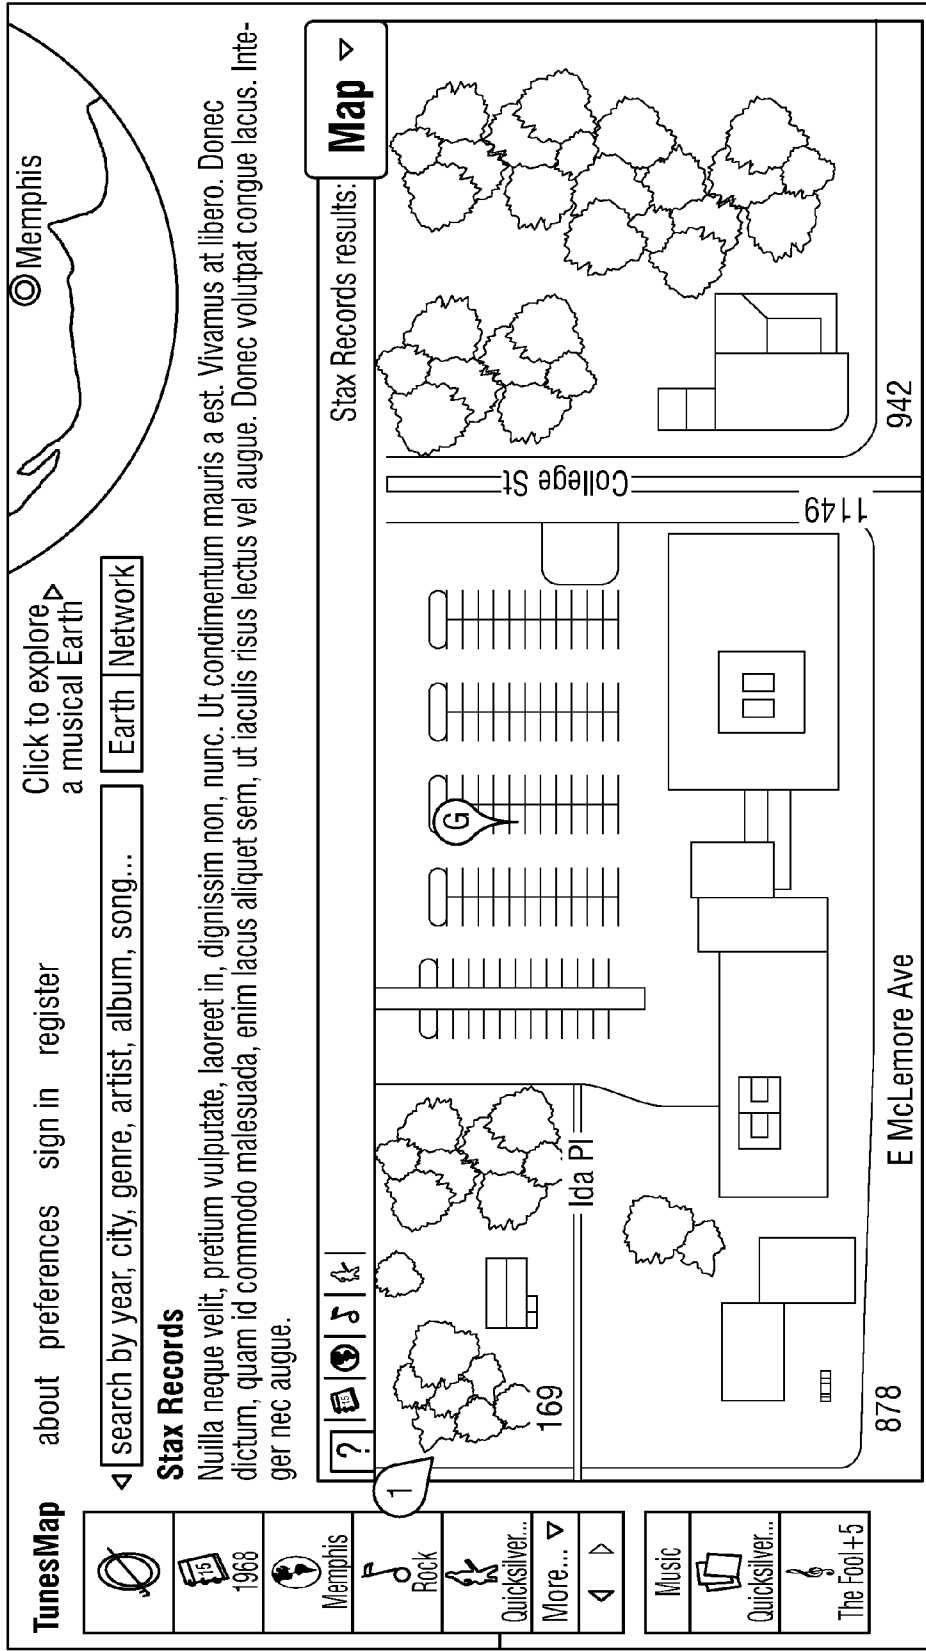 TunesMap
about preferences sign in register
Click to explore
a musical Earth
Memphis
search by year, city, genre, artist, album, song...
Earth Network
Stax Records
Nuilla neque velit, pretium vulputate, laoreet in, dignissim non, nunc. Ut condimentum mauris a est. Vivamus at libero. Donec
dictum, quam id commodo malesuada, enim lacus aliquet sem, ut iaculis risus lectus vel augue. Donec volutpat congue lacus. Inte-
ger nec augue.
15
1968
Memphis
Rock
Quicksilver...
More...
Music
Quicksilver...
The Fool+5
?
15
Stax Records results:
Map
1
G
169
Ida Pl
College St
1149
878
E McLemore Ave
942